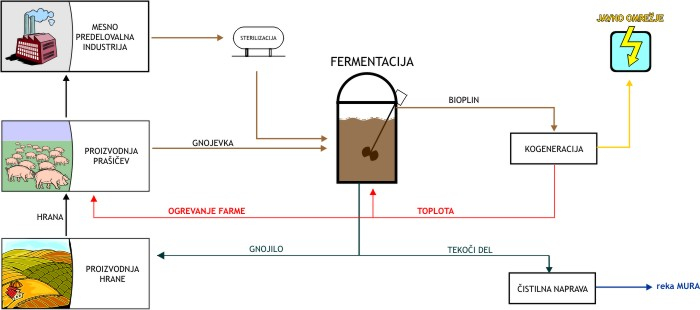 MESNO
PREDELOVALNA
INDUSTRIJA
STERILIZACIJA
JAVNO OMREŽJE
FERMENTACIJA
BIOPLIN
PROIZVODNJA
PRAŠIČEV
GNOJEVKA
KOGENERACIJA
HRANA
OGREVANJE FARME
TOPLOTA
PROIZVODNJA
HRANE
GNOJILO
TEKOČI DEL
ČISTILNA NAPRAVA
reka MURA